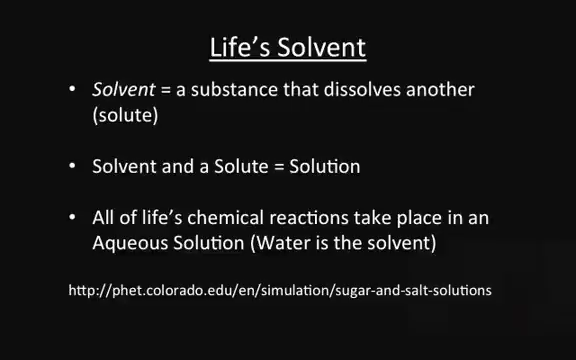 Life's Solvent
• Solvent = a substance that dissolves another
(solute)
• Solvent and a Solute = Solution
• All of life's chemical reactions take place in an
Aqueous Solution (Water is the solvent)
http://phet.colorado.edu/en/simulation/sugar-and-salt-solutions